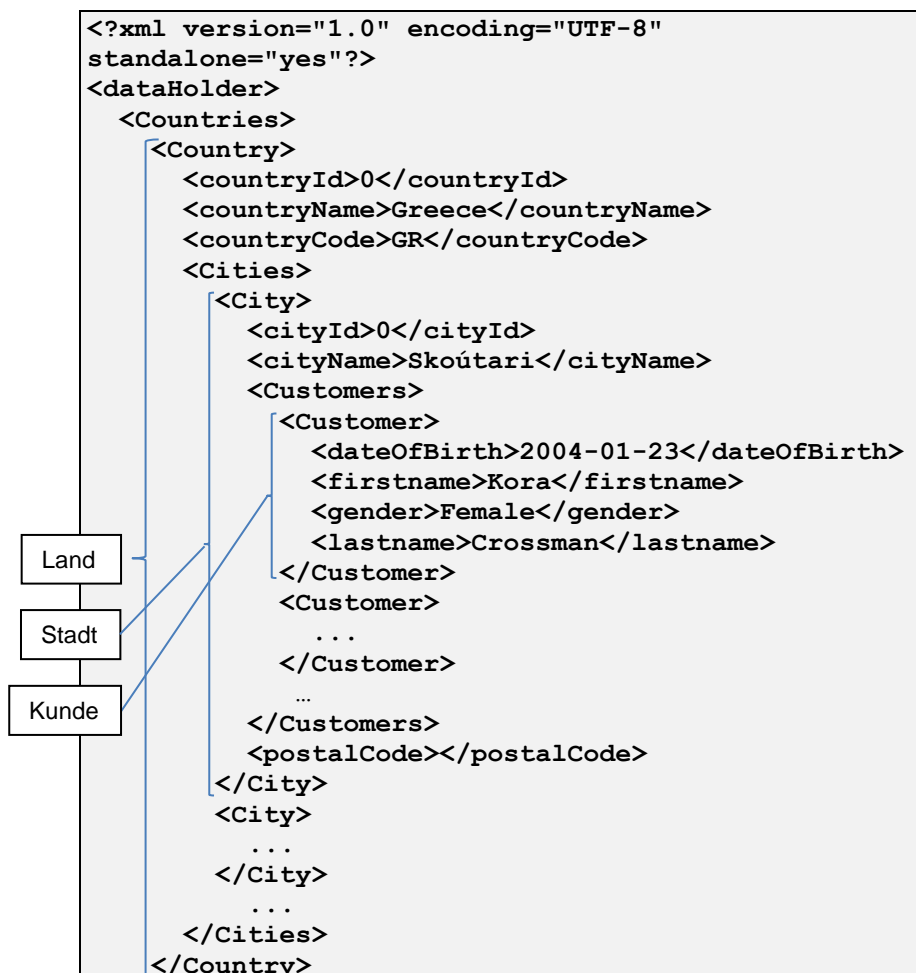 <?xml version="1.0" encoding="UTF-8"
standalone="yes"?>
<dataHolder>
<Countries>
<Country>
<countryId>0</countryId>
<countryName>Greece</countryName>
<countryCode>GR</countryCode>
<Cities>
<City>
<cityId>0</cityId>
<cityName>Skoútari</cityName>
<Customers>
<Customer>
<dateOfBirth>2004-01-23</dateOfBirth>
<firstname>Kora</firstname>
<gender>Female</gender>
<lastname>Crossman</lastname>
</Customer>
<Customer>
...
</Customer>
…
</Customers>
<postalCode></postalCode>
</City>
<City>
...
</City>
...
</Cities>
</Country>
Land
Stadt
Kunde